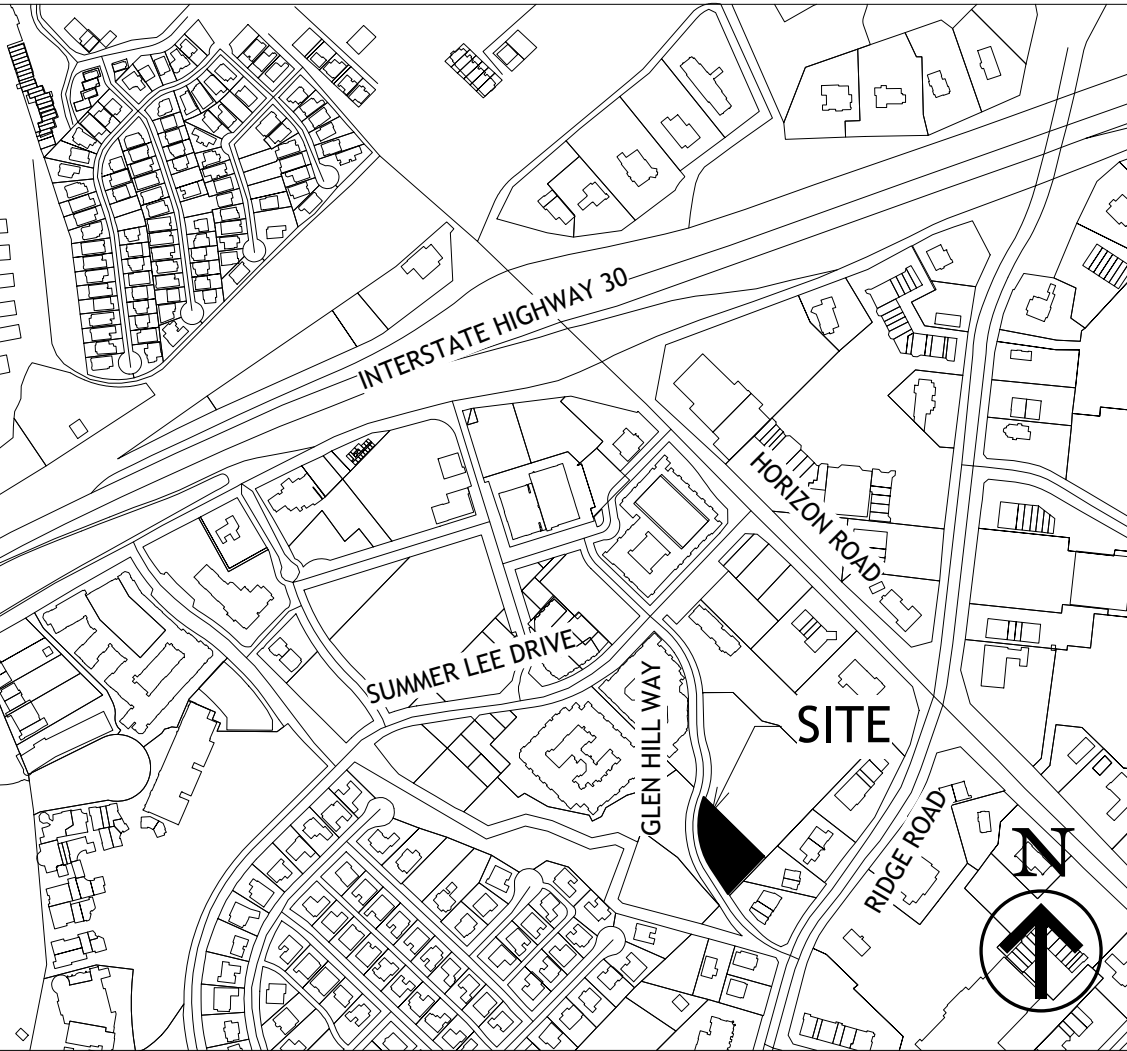 INTERSTATE HIGHWAY 30
HORIZON ROAD
SUMMER LEE DRIVE
GLEN HILL WAY
SITE
RIDGE ROAD
N